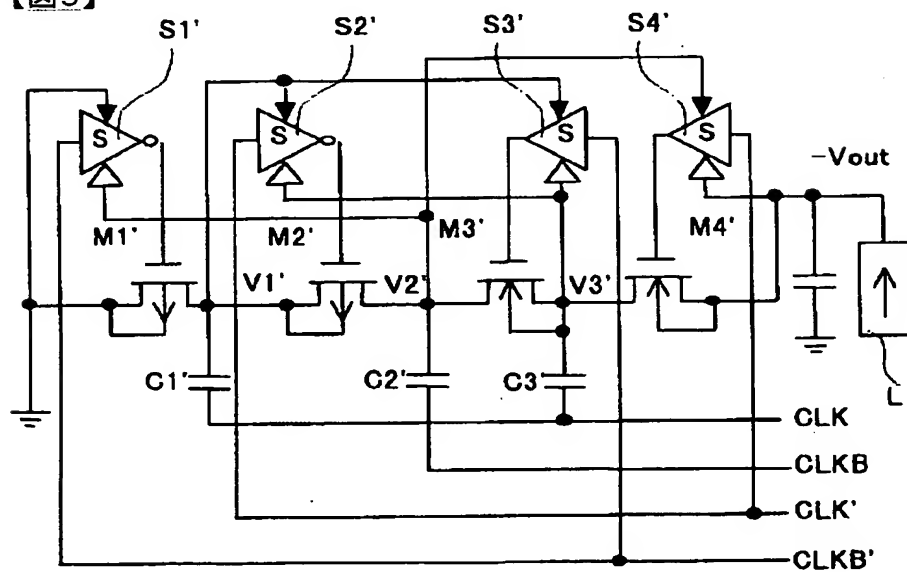 【図9】
S1' S2' S3' S4'
S S S S
-Vout
M1' M2' M3' M4'
V1' V2' V3'
C1' C2' C3'
L
CLK
CLKB
CLK'
CLKB'